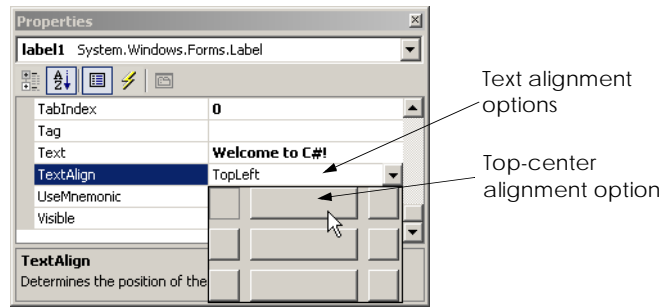 Properties
label1 System.Windows.Forms.Label
TabIndex 0
Tag
Text Welcome to C#!
TextAlign TopLeft
UseMnemonic
Visible
TextAlign
Determines the position of the
Text alignment
options
Top-center
alignment option